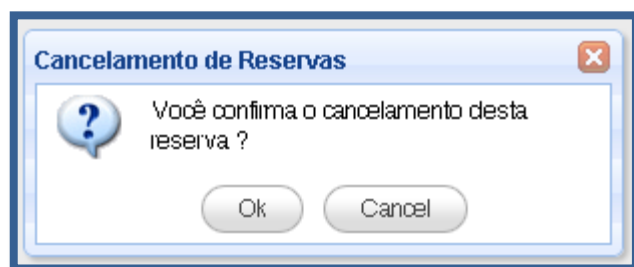 Cancelamento de Reservas
Você confirma o cancelamento desta
reserva ?
Ok
Cancel